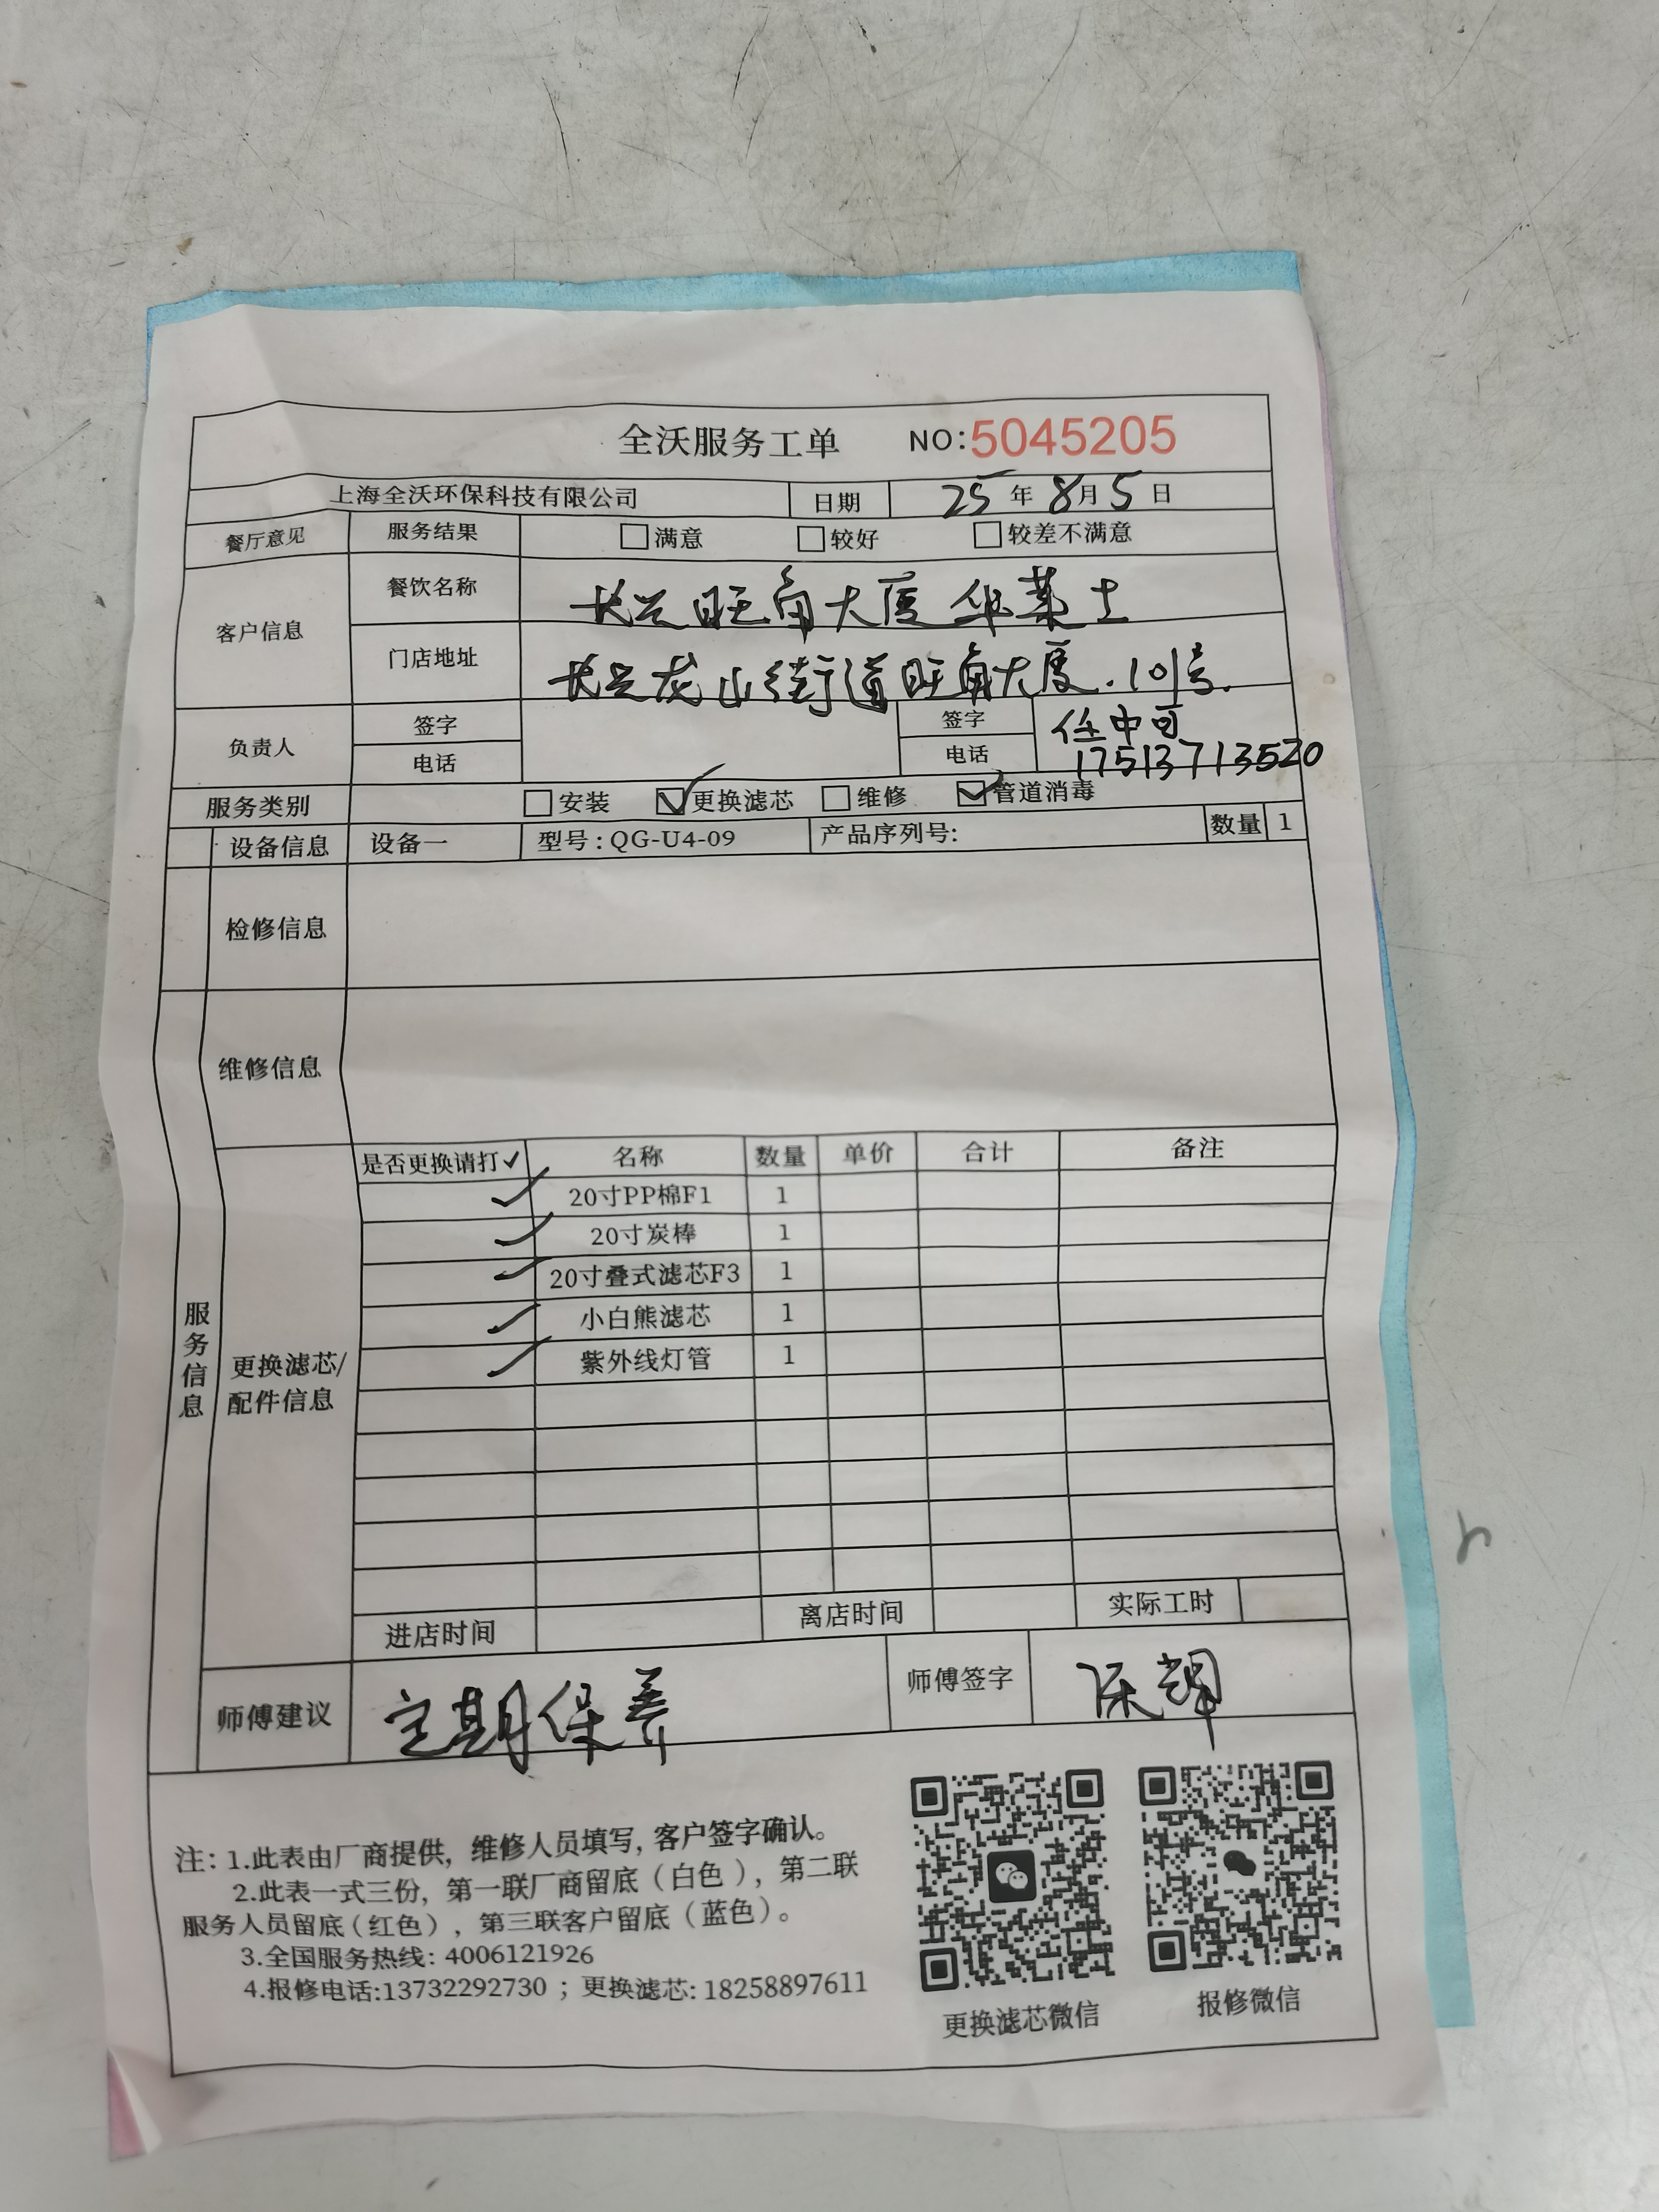 全沃服务工单 NO:5045205
上海全沃环保科技有限公司 日期 25年8月5日
餐厅意见 服务结果 满意 较好 较差不满意
客户信息 餐饮名称 长兴旺角大厦华莱士
门店地址 长兴龙山街道旺角大厦.101号.
负责人 签字 签字 任中可
电话 电话 17513713520
服务类别 安装 ✓更换滤芯 维修 ✓管道消毒
设备信息 设备一 型号:QG-U4-09 产品序列号: 数量 1
检修信息
维修信息
服务信息
更换滤芯/
配件信息
是否更换请打✓ 名称 数量 单价 合计 备注
✓ 20寸PP棉F1 1
✓ 20寸炭棒 1
✓ 20寸叠式滤芯F3 1
✓ 小白熊滤芯 1
✓ 紫外线灯管 1
进店时间 离店时间 实际工时
师傅建议 定期保养 师傅签字 陈辉
注:1.此表由厂商提供,维修人员填写,客户签字确认。
2.此表一式三份,第一联厂商留底(白色),第二联
服务人员留底(红色),第三联客户留底(蓝色)。
3.全国服务热线:4006121926
4.报修电话:13732292730;更换滤芯:18258897611
更换滤芯微信 报修微信